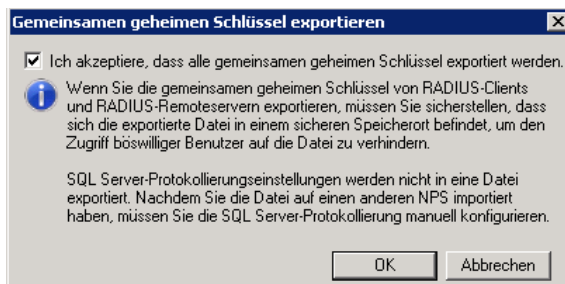 Gemeinsamen geheimen Schlüssel exportieren
Ich akzeptiere, dass alle gemeinsamen geheimen Schlüssel exportiert werden.
Wenn Sie die gemeinsamen geheimen Schlüssel von RADIUS-Clients
und RADIUS-Remoteservern exportieren, müssen Sie sicherstellen, dass
sich die exportierte Datei in einem sicheren Speicherort befindet, um den
Zugriff böswilliger Benutzer auf die Datei zu verhindern.
SQL Server-Protokollierungseinstellungen werden nicht in eine Datei
exportiert. Nachdem Sie die Datei auf einen anderen NPS importiert
haben, müssen Sie die SQL Server-Protokollierung manuell konfigurieren.
OK
Abbrechen